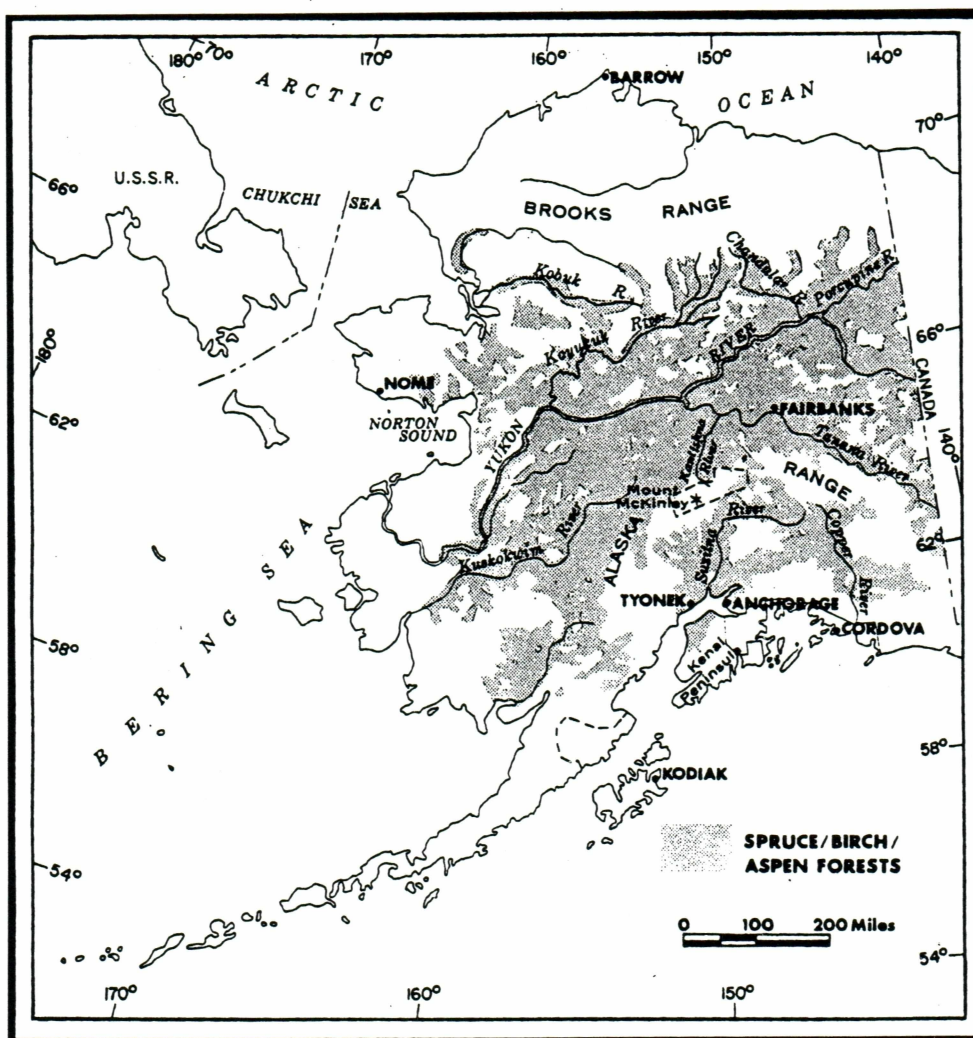 180° 70°
170°
160°
150°
140°
ARCTIC
OCEAN
BARROW
70°
66°
U.S.S.R.
CHUKCHI SEA
BROOKS RANGE
Chandalar R.
Porcupine R.
Kobuk R.
Koyukuk River
RIVER
66°
180°
NOME
FAIRBANKS
CANADA
62°
NORTON
SOUND
YUKON
Kantishna
River
Tanana River
140°
Mount
McKinley
RANGE
BERING SEA
Kuskokwim River
ALASKA
Susitna River
Copper River
62°
TYONEK
ANCHORAGE
CORDOVA
58°
Kenai
Peninsula
58°
KODIAK
SPRUCE/BIRCH/
ASPEN FORESTS
54°
0 100 200 Miles
54°
170°
160°
150°